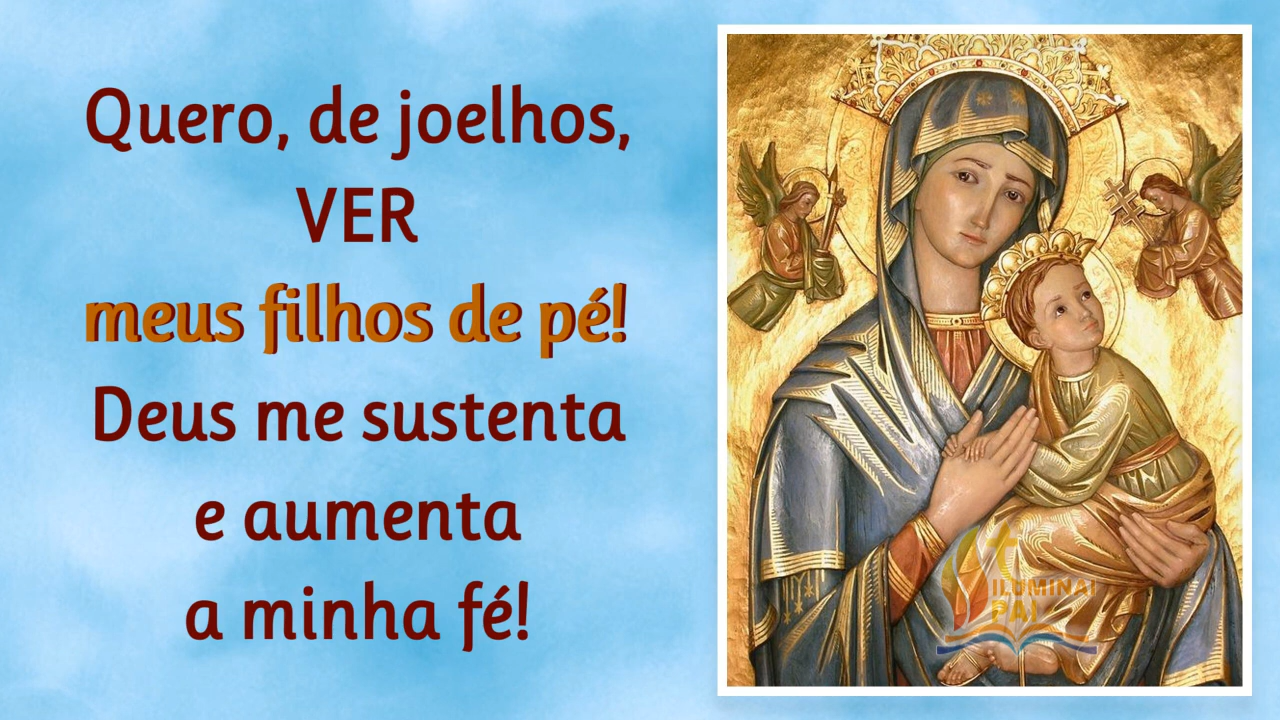 Quero, de joelhos,
VER
meus filhos de pé!
Deus me sustenta
e aumenta
a minha fé!
ILUMINAI
PAI